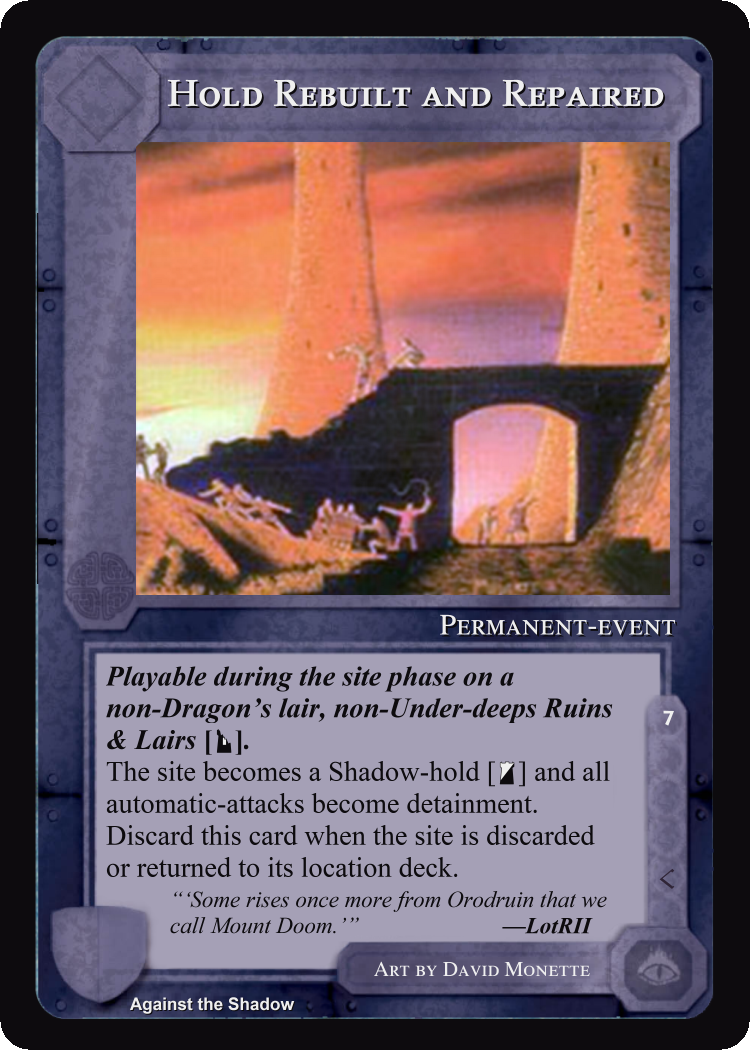 Hold Rebuilt and Repaired
Permanent-event
Playable during the site phase on a
non-Dragon's lair, non-Under-deeps Ruins
& Lairs [ ].
7
The site becomes a Shadow-hold [ ] and all
automatic-attacks become detainment.
Discard this card when the site is discarded
or returned to its location deck.
<
"'Some rises once more from Orodruin that we
call Mount Doom.'" —LotRII
Art by David Monette
Against the Shadow